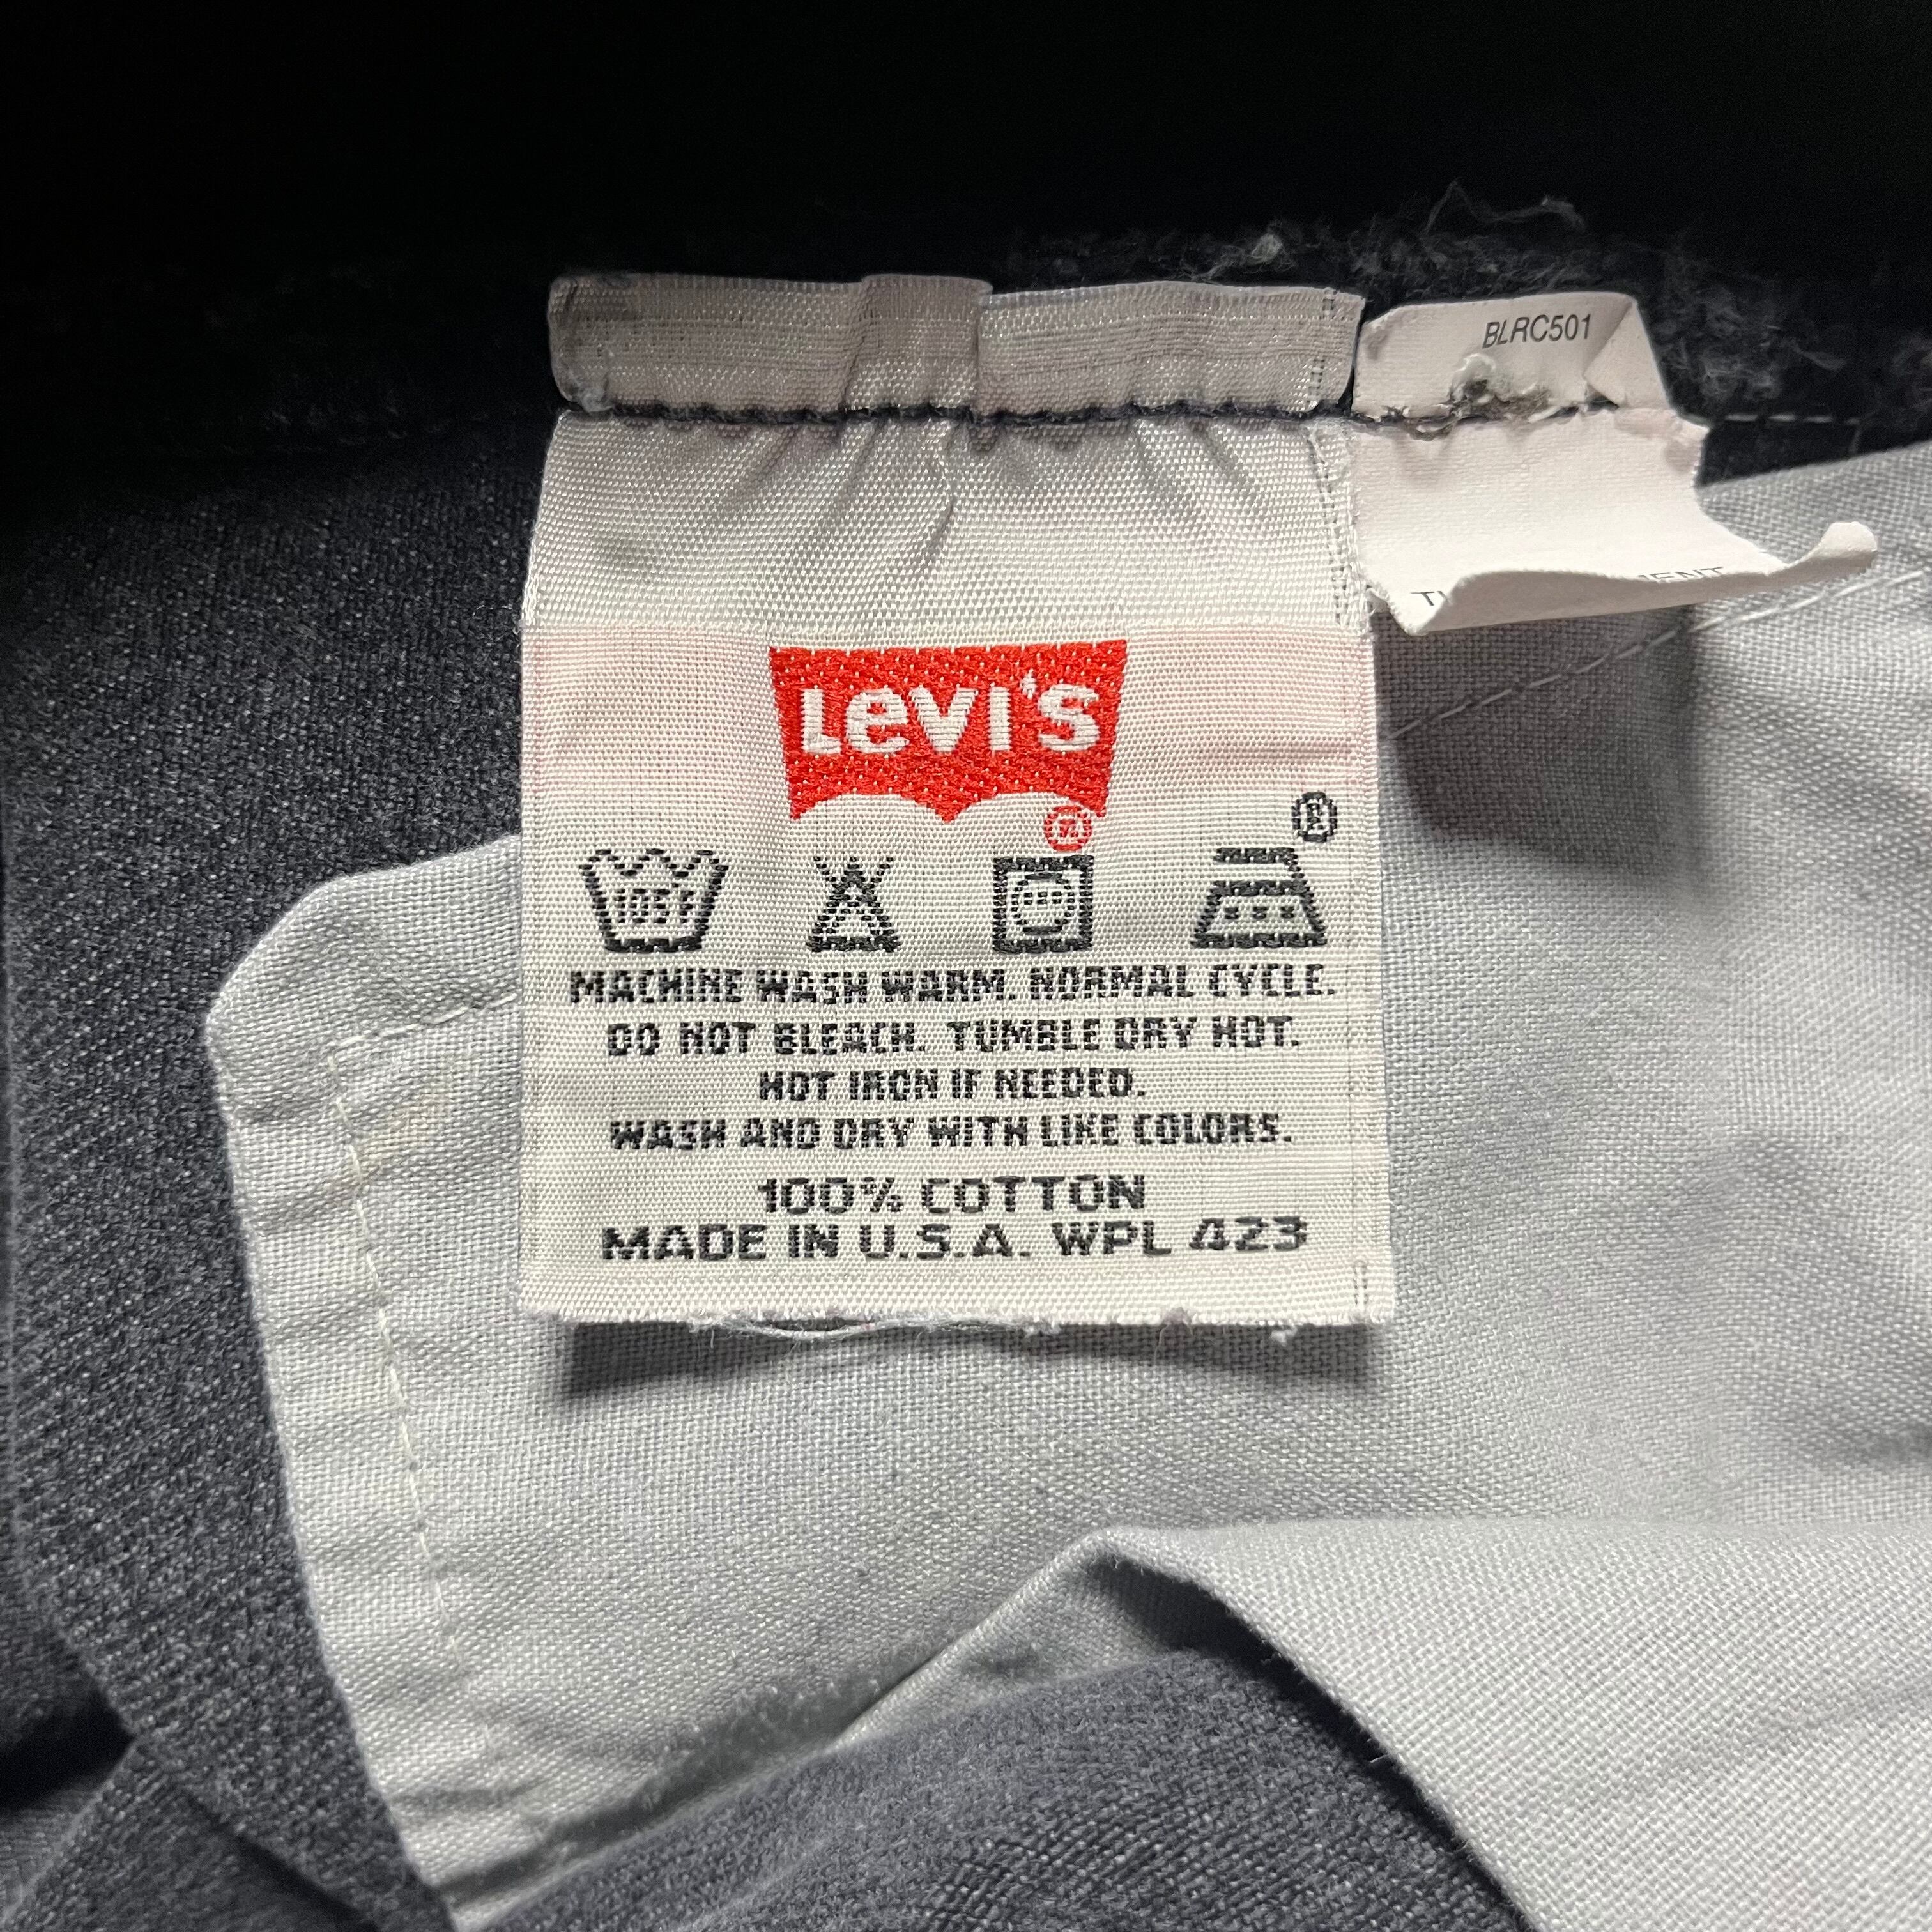 BLRC501
Levi's
®
®
105F
MACHINE WASH WARM. NORMAL CYCLE.
DO NOT BLEACH. TUMBLE DRY HOT.
HOT IRON IF NEEDED.
WASH AND DRY WITH LIKE COLORS.
100% COTTON
MADE IN U.S.A. WPL 423